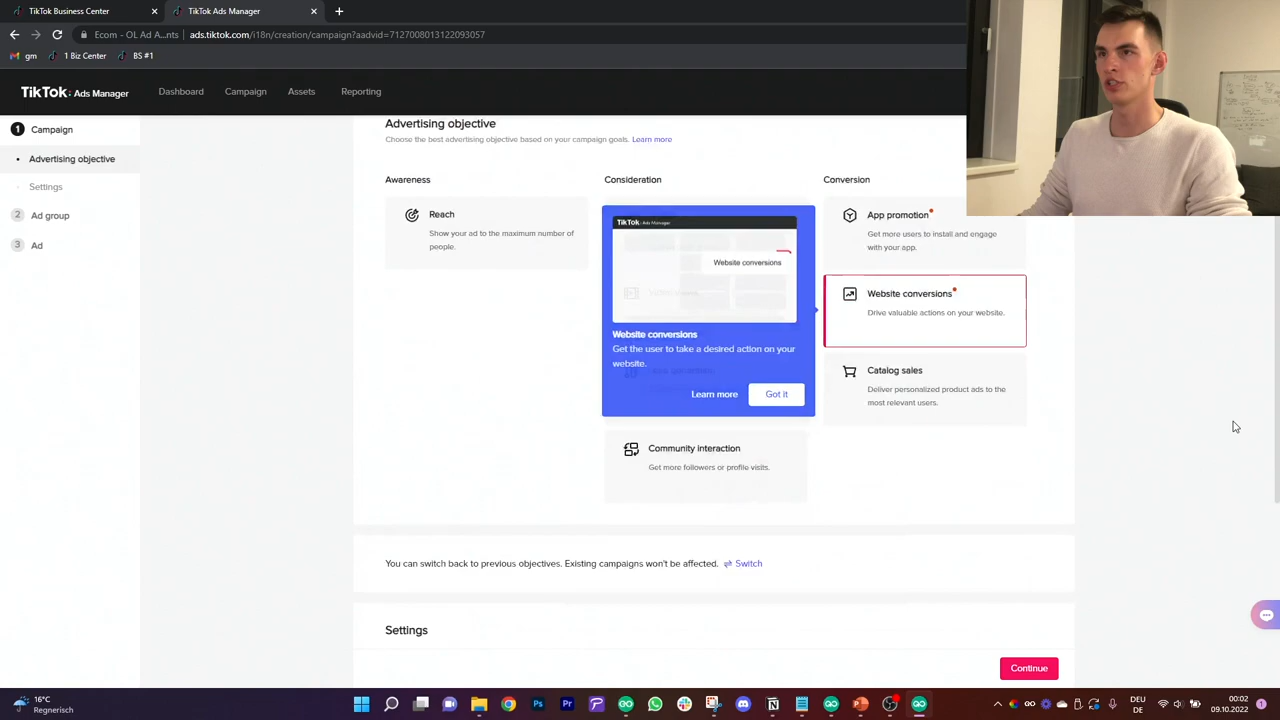 TikTok Business Center
TikTok Ads Manager
Ecom - OL Ad A...nts | ads.tiktok.com/i18n/creation/campaign?aadvid=7127008013122093057
gm
1 Biz Center
BS #1
TikTok: Ads Manager
Dashboard
Campaign
Assets
Reporting
1 Campaign
Advertising objective
Settings
2 Ad group
3 Ad
Advertising objective
Choose the best advertising objective based on your campaign goals. Learn more
Awareness
Consideration
Conversion
Reach
Show your ad to the maximum number of
people.
TikTok: Ads Manager
Website conversions
Website conversions
Get the user to take a desired action on your
website.
Learn more
Got it
Community interaction
Get more followers or profile visits.
App promotion
Get more users to install and engage
with your app.
Website conversions
Drive valuable actions on your website.
Catalog sales
Deliver personalized product ads to the
most relevant users.
You can switch back to previous objectives. Existing campaigns won't be affected. Switch
Settings
Continue
16°C
Regnerisch
DEU
DE
00:02
09.10.2022